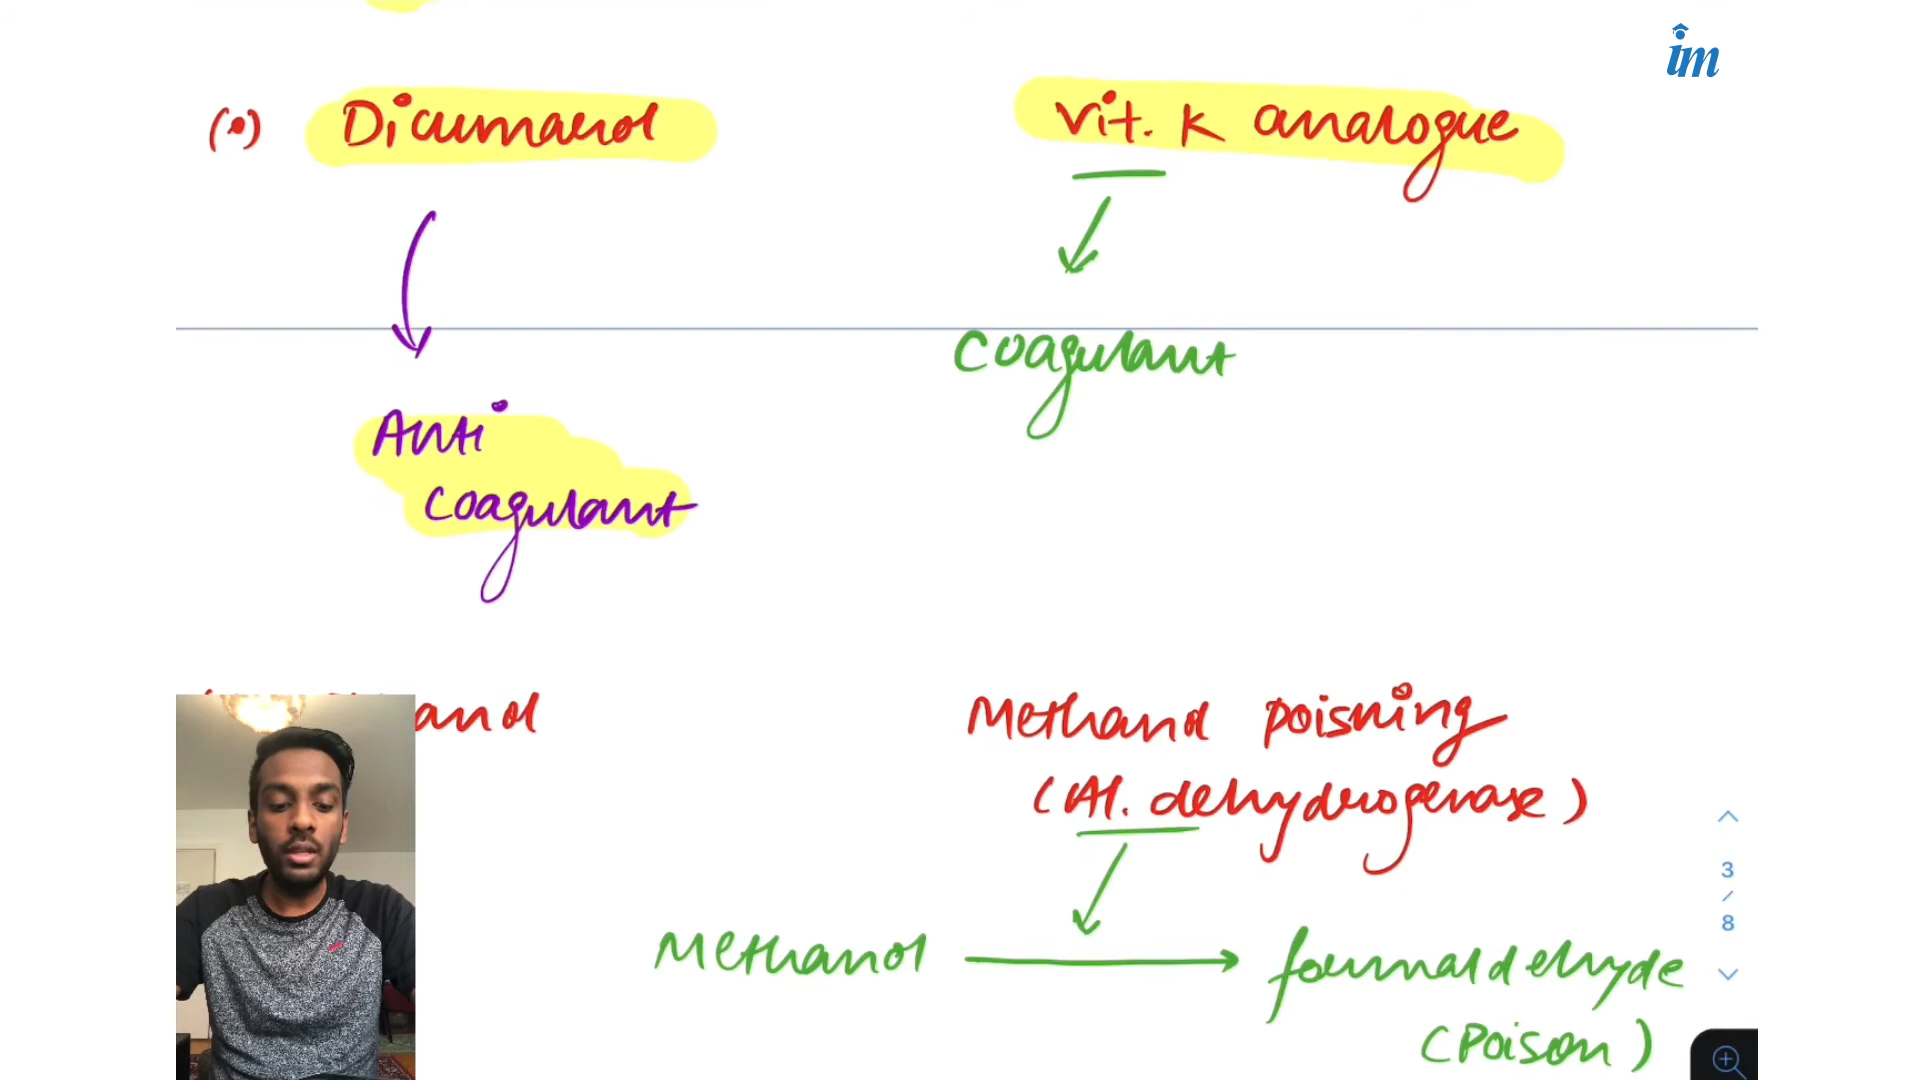 im
(•) Dicumarol
Vit. K analogue
Coagulant
Anti
coagulant
anol
Methanol poisning
(Al. dehydrogenase)
Methanol → formaldehyde
(Poison)
3
/
8